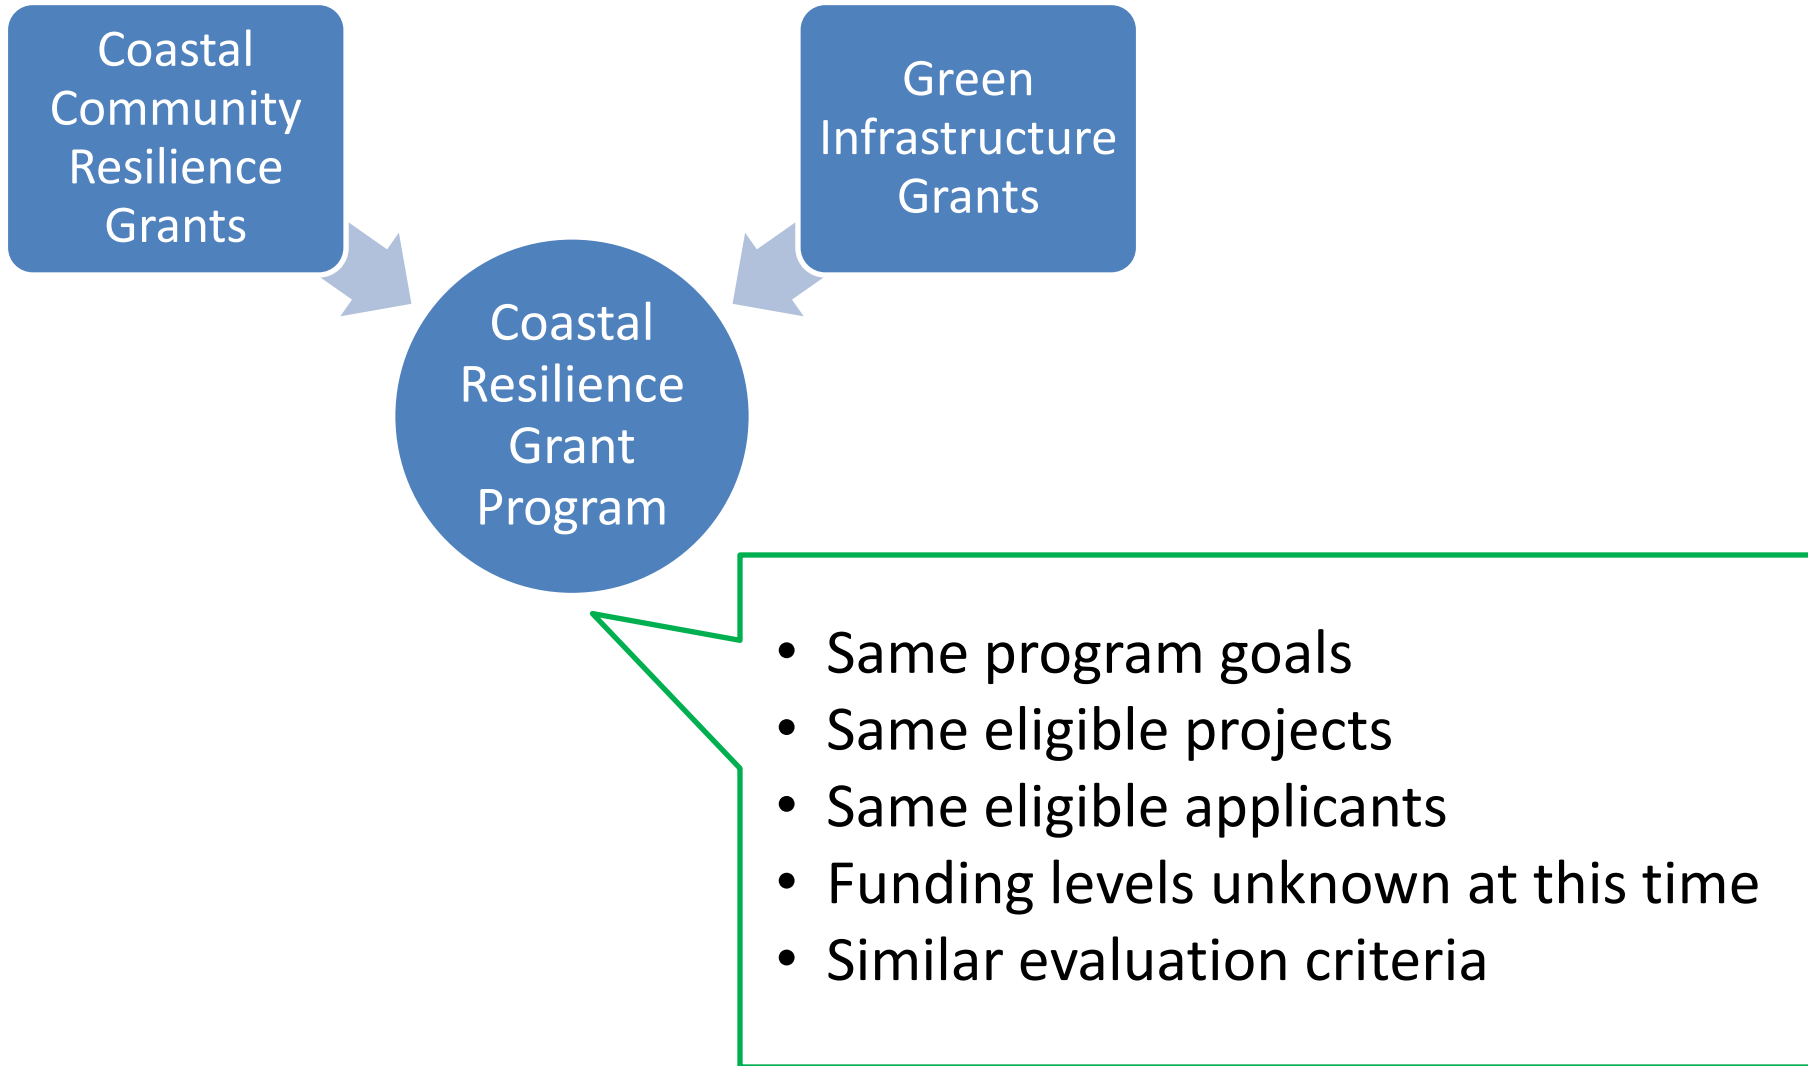 Coastal
Community
Resilience
Grants
Green
Infrastructure
Grants
Coastal
Resilience
Grant
Program
• Same program goals
• Same eligible projects
• Same eligible applicants
• Funding levels unknown at this time
• Similar evaluation criteria